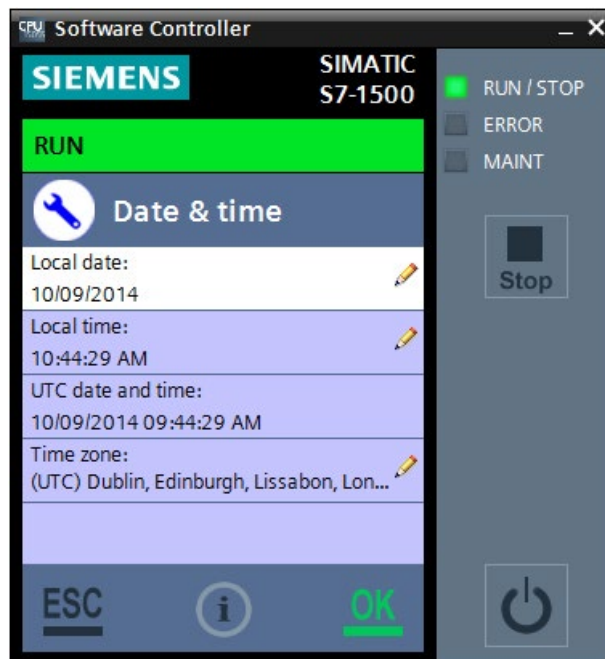 CPU Software Controller
SIEMENS
SIMATIC
S7-1500
RUN
Date & time
Local date:
10/09/2014
Local time:
10:44:29 AM
UTC date and time:
10/09/2014 09:44:29 AM
Time zone:
(UTC) Dublin, Edinburgh, Lissabon, Lon...
ESC
i
OK
RUN / STOP
ERROR
MAINT
Stop